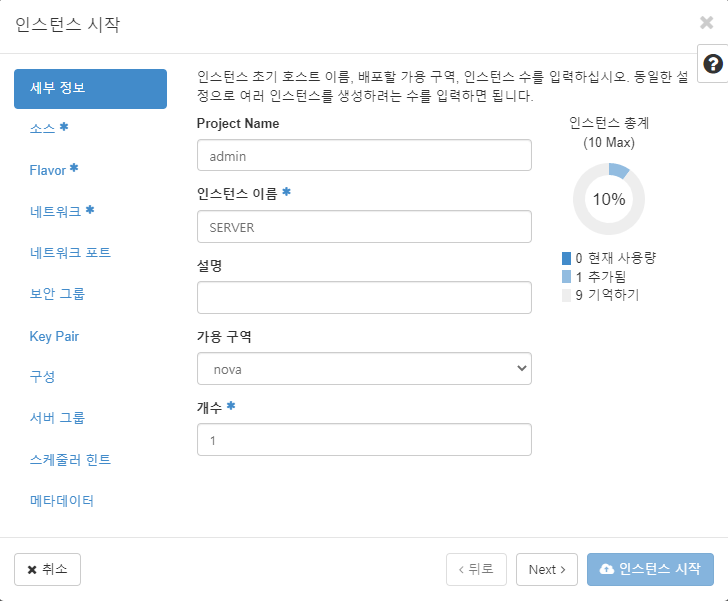 인스턴스 시작
×
세부 정보
소스 *
Flavor *
네트워크 *
네트워크 포트
보안 그룹
Key Pair
구성
서버 그룹
스케줄러 힌트
메타데이터
인스턴스 초기 호스트 이름, 배포할 가용 구역, 인스턴스 수를 입력하십시오. 동일한 설
정으로 여러 인스턴스를 생성하려는 수를 입력하면 됩니다.
Project Name
admin
인스턴스 이름 *
SERVER
설명
가용 구역
nova
개수 *
1
인스턴스 총계
(10 Max)
10%
0 현재 사용량
1 추가됨
9 기억하기
?
× 취소
‹ 뒤로
Next ›
인스턴스 시작